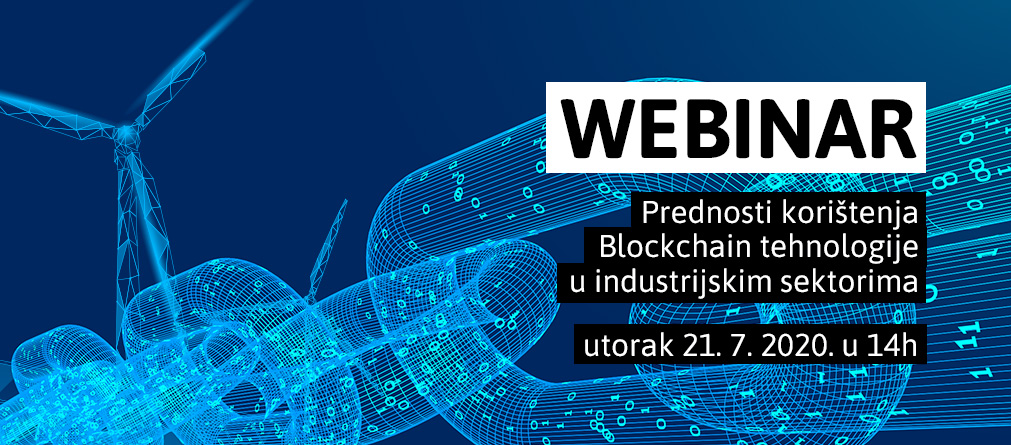 WEBINAR
Prednosti korištenja
Blockchain tehnologije
u industrijskim sektorima
utorak 21. 7. 2020. u 14h